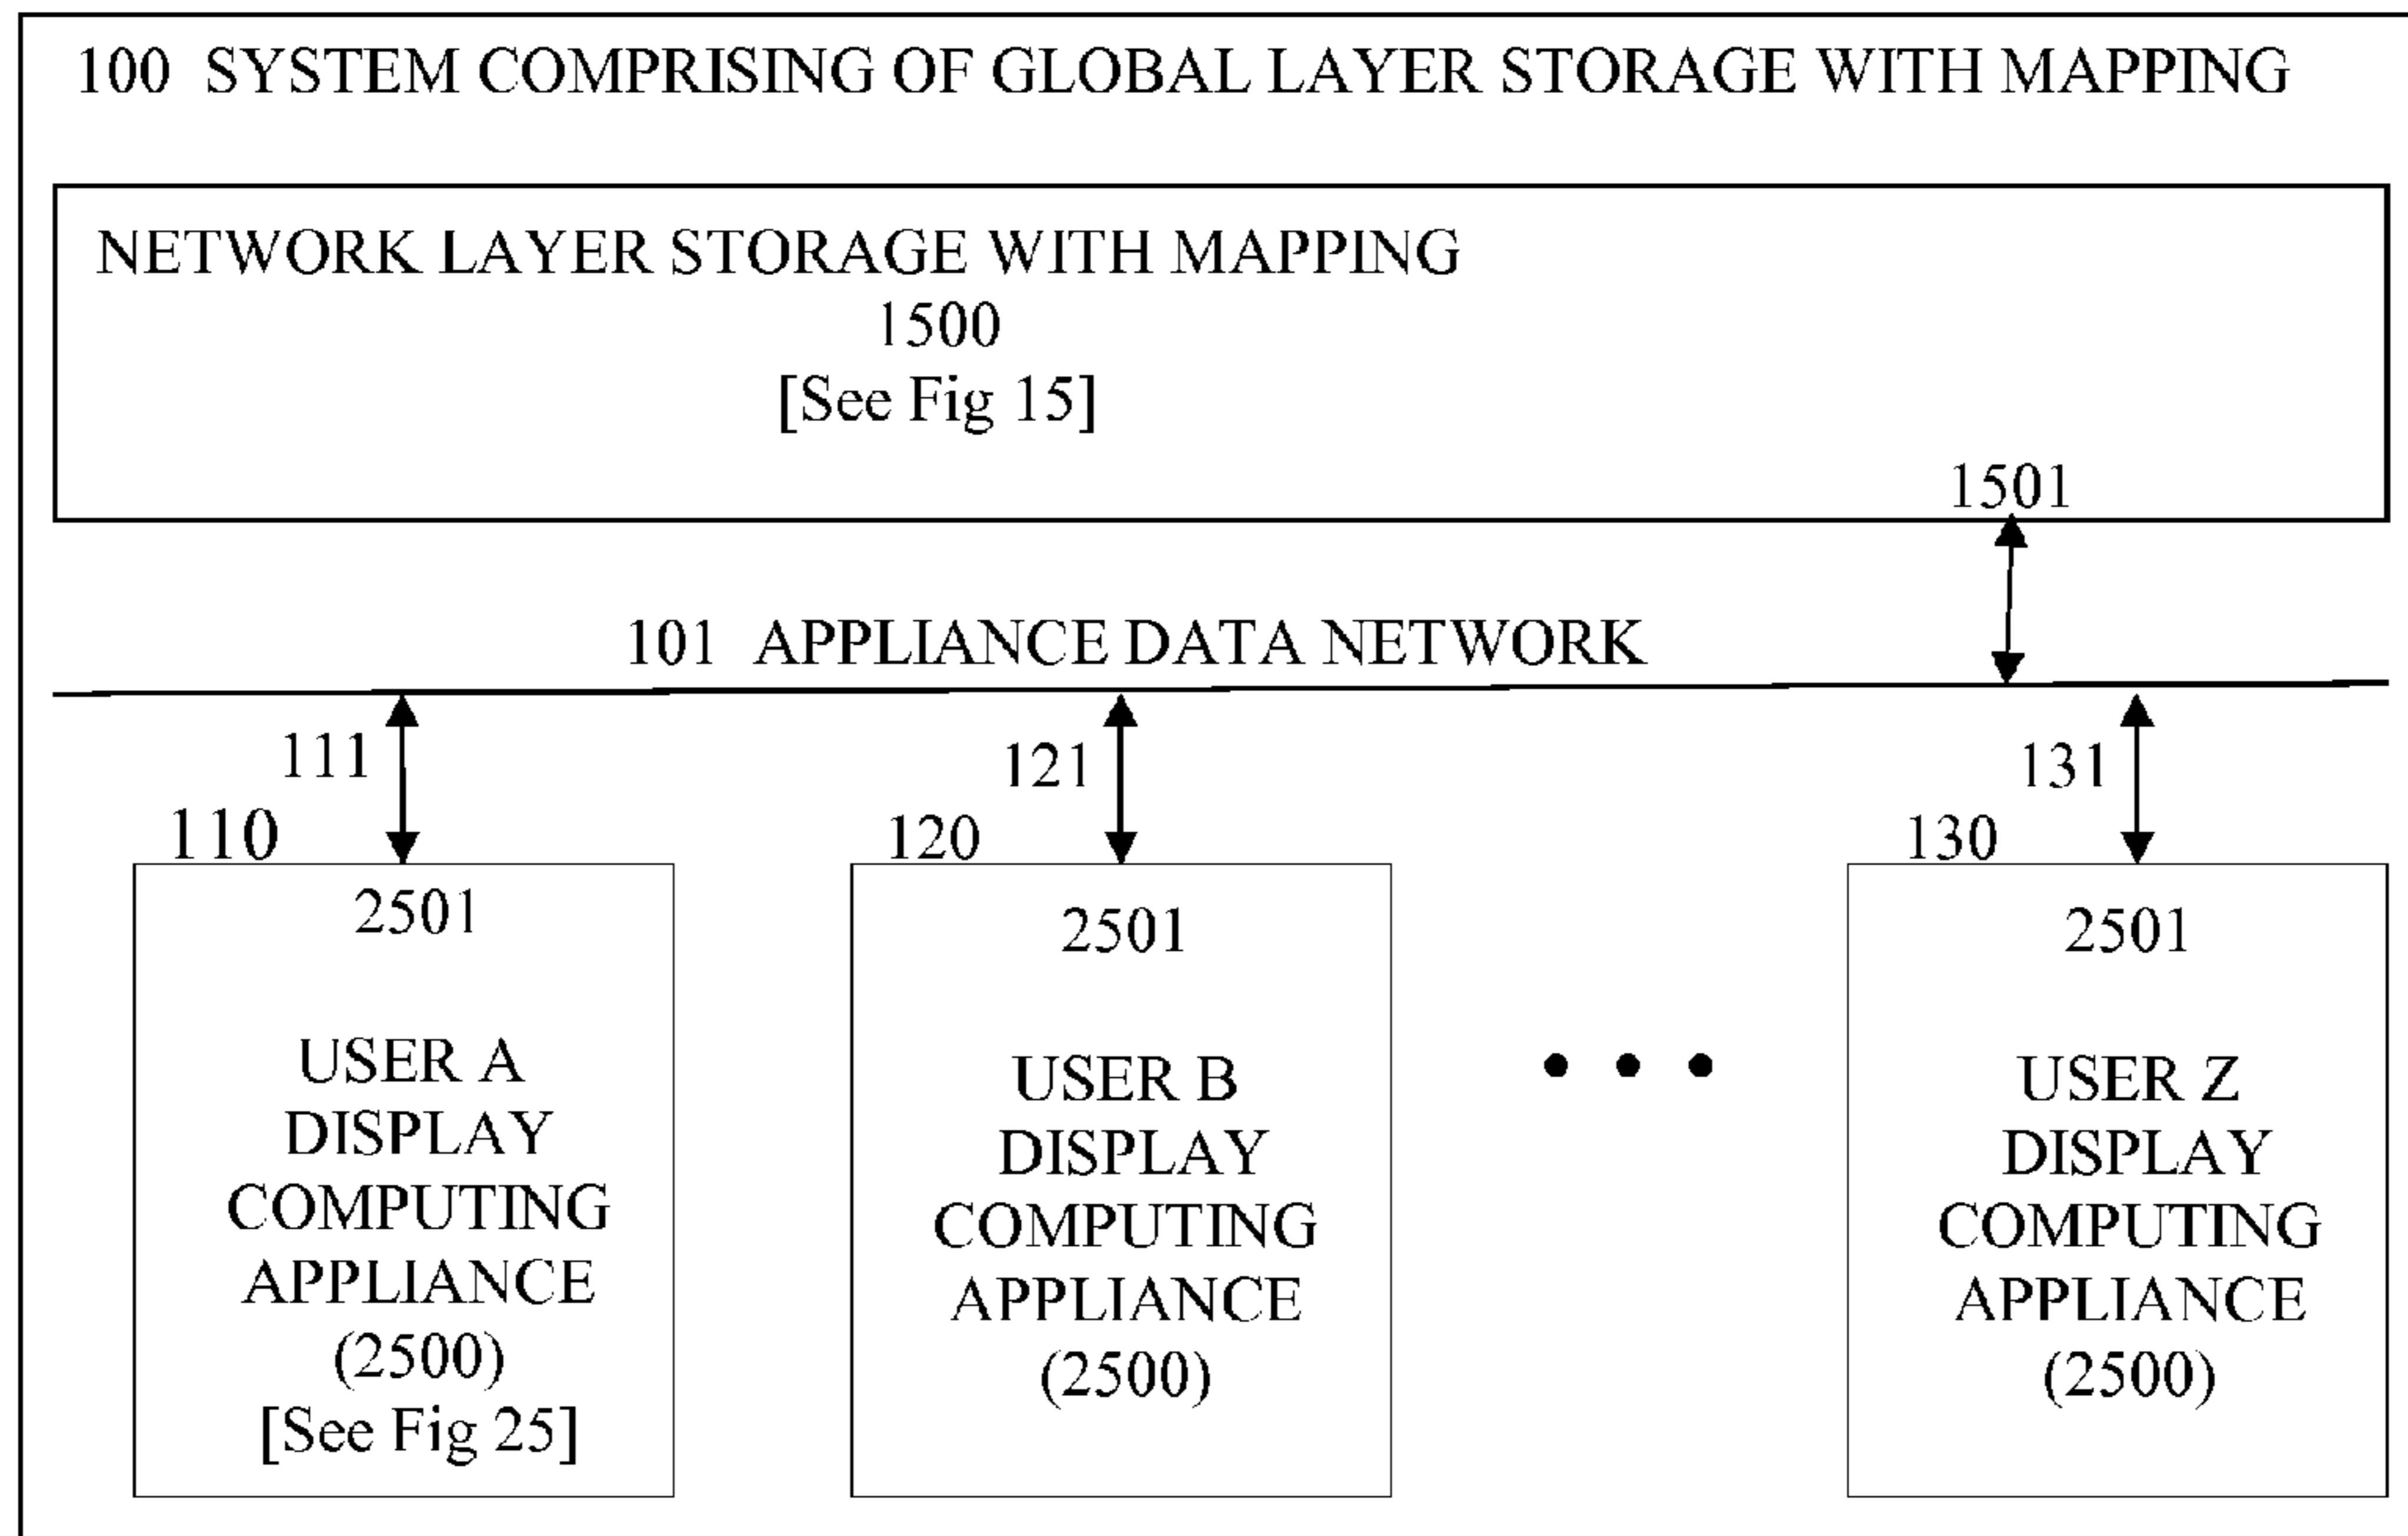 100 SYSTEM COMPRISING OF GLOBAL LAYER STORAGE WITH MAPPING
NETWORK LAYER STORAGE WITH MAPPING
1500
[See Fig 15]
1501
101 APPLIANCE DATA NETWORK
111
121
131
110
120
130
2501
USER A
DISPLAY
COMPUTING
APPLIANCE
(2500)
[See Fig 25]
2501
USER B
DISPLAY
COMPUTING
APPLIANCE
(2500)
• • •
2501
USER Z
DISPLAY
COMPUTING
APPLIANCE
(2500)